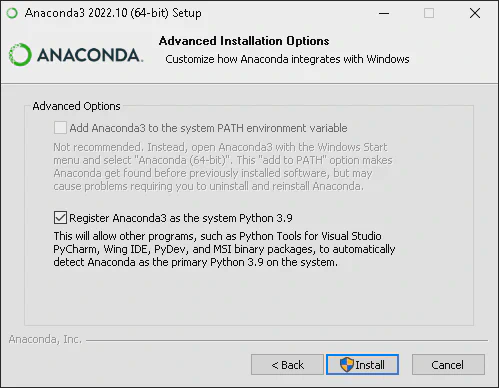 Anaconda3 2022.10 (64-bit) Setup
ANACONDA.
Advanced Installation Options
Customize how Anaconda integrates with Windows
Advanced Options
Add Anaconda3 to the system PATH environment variable
Not recommended. Instead, open Anaconda3 with the Windows Start
menu and select "Anaconda (64-bit)". This "add to PATH" option makes
Anaconda get found before previously installed software, but may
cause problems requiring you to uninstall and reinstall Anaconda.
Register Anaconda3 as the system Python 3.9
This will allow other programs, such as Python Tools for Visual Studio
PyCharm, Wing IDE, PyDev, and MSI binary packages, to automatically
detect Anaconda as the primary Python 3.9 on the system.
Anaconda, Inc.
< Back
Install
Cancel